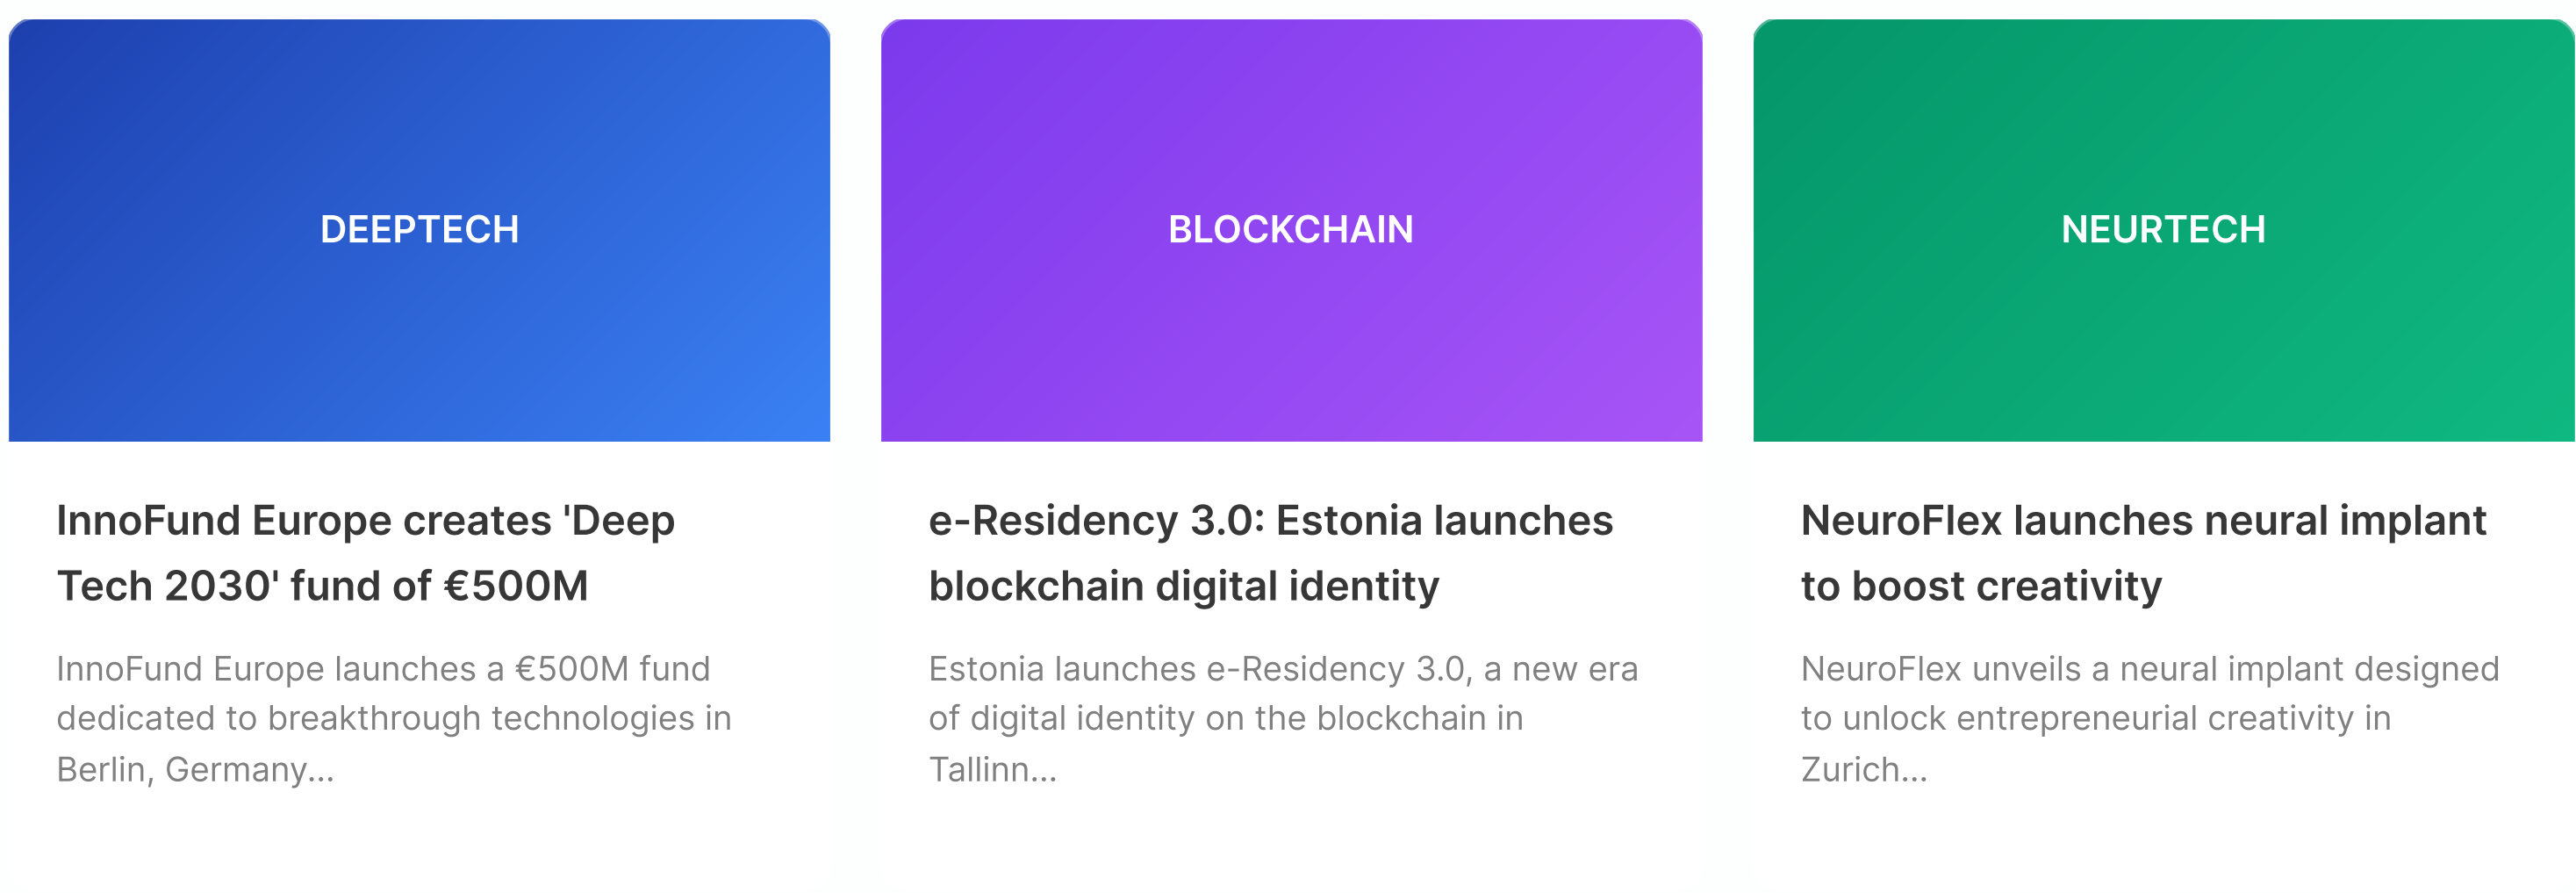 DEEPTECH
InnoFund Europe creates 'Deep
Tech 2030' fund of €500M
InnoFund Europe launches a €500M fund
dedicated to breakthrough technologies in
Berlin, Germany...
BLOCKCHAIN
e-Residency 3.0: Estonia launches
blockchain digital identity
Estonia launches e-Residency 3.0, a new era
of digital identity on the blockchain in
Tallinn...
NEURTECH
NeuroFlex launches neural implant
to boost creativity
NeuroFlex unveils a neural implant designed
to unlock entrepreneurial creativity in
Zurich...